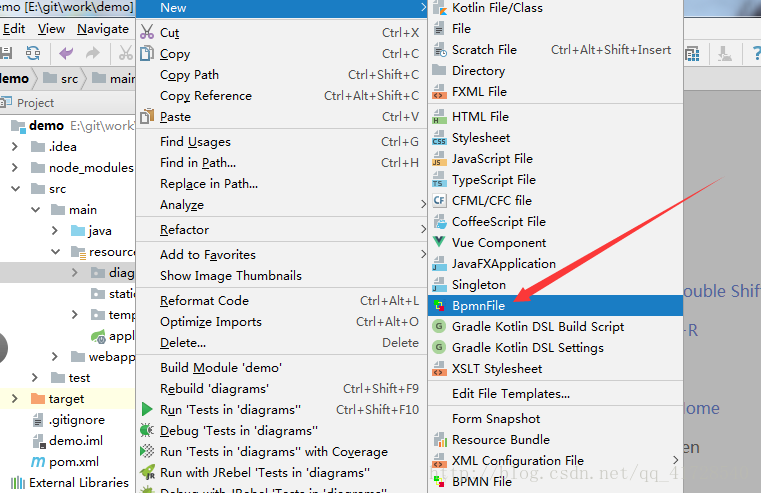 emo [E:\git\work\demo]
Edit View Navigate
demo src main
Project
demo E:\git\work\
.idea
node_modules
src
main
java
resource
diag
stati
temp
appl
webapp
test
target
.gitignore
demo.iml
pom.xml
External Libraries
New
Cut Ctrl+X
Copy Ctrl+C
Copy Path Ctrl+Shift+C
Copy Reference Ctrl+Alt+Shift+C
Paste Ctrl+V
Find Usages Ctrl+G
Find in Path... Ctrl+H
Replace in Path...
Analyze
Refactor
Add to Favorites
Show Image Thumbnails
Reformat Code Ctrl+Alt+L
Optimize Imports Ctrl+Alt+O
Delete... Delete
Build Module 'demo'
Rebuild 'diagrams' Ctrl+Shift+F9
Run 'Tests in 'diagrams'' Ctrl+Shift+F10
Debug 'Tests in 'diagrams''
Run 'Tests in 'diagrams'' with Coverage
Run with JRebel 'Tests in 'diagrams''
Debug with JRebel 'Tests in 'diagrams''
Kotlin File/Class
File
Scratch File Ctrl+Alt+Shift+Insert
Directory
FXML File
HTML File
Stylesheet
JavaScript File
TypeScript File
CFML/CFC file
CoffeeScript File
Vue Component
JavaFXApplication
Singleton
BpmnFile
Gradle Kotlin DSL Build Script
Gradle Kotlin DSL Settings
XSLT Stylesheet
Edit File Templates...
Form Snapshot
Resource Bundle
XML Configuration File
BPMN File
ouble Shif
+R
ome
en
http://blog.csdn.net/qq_4